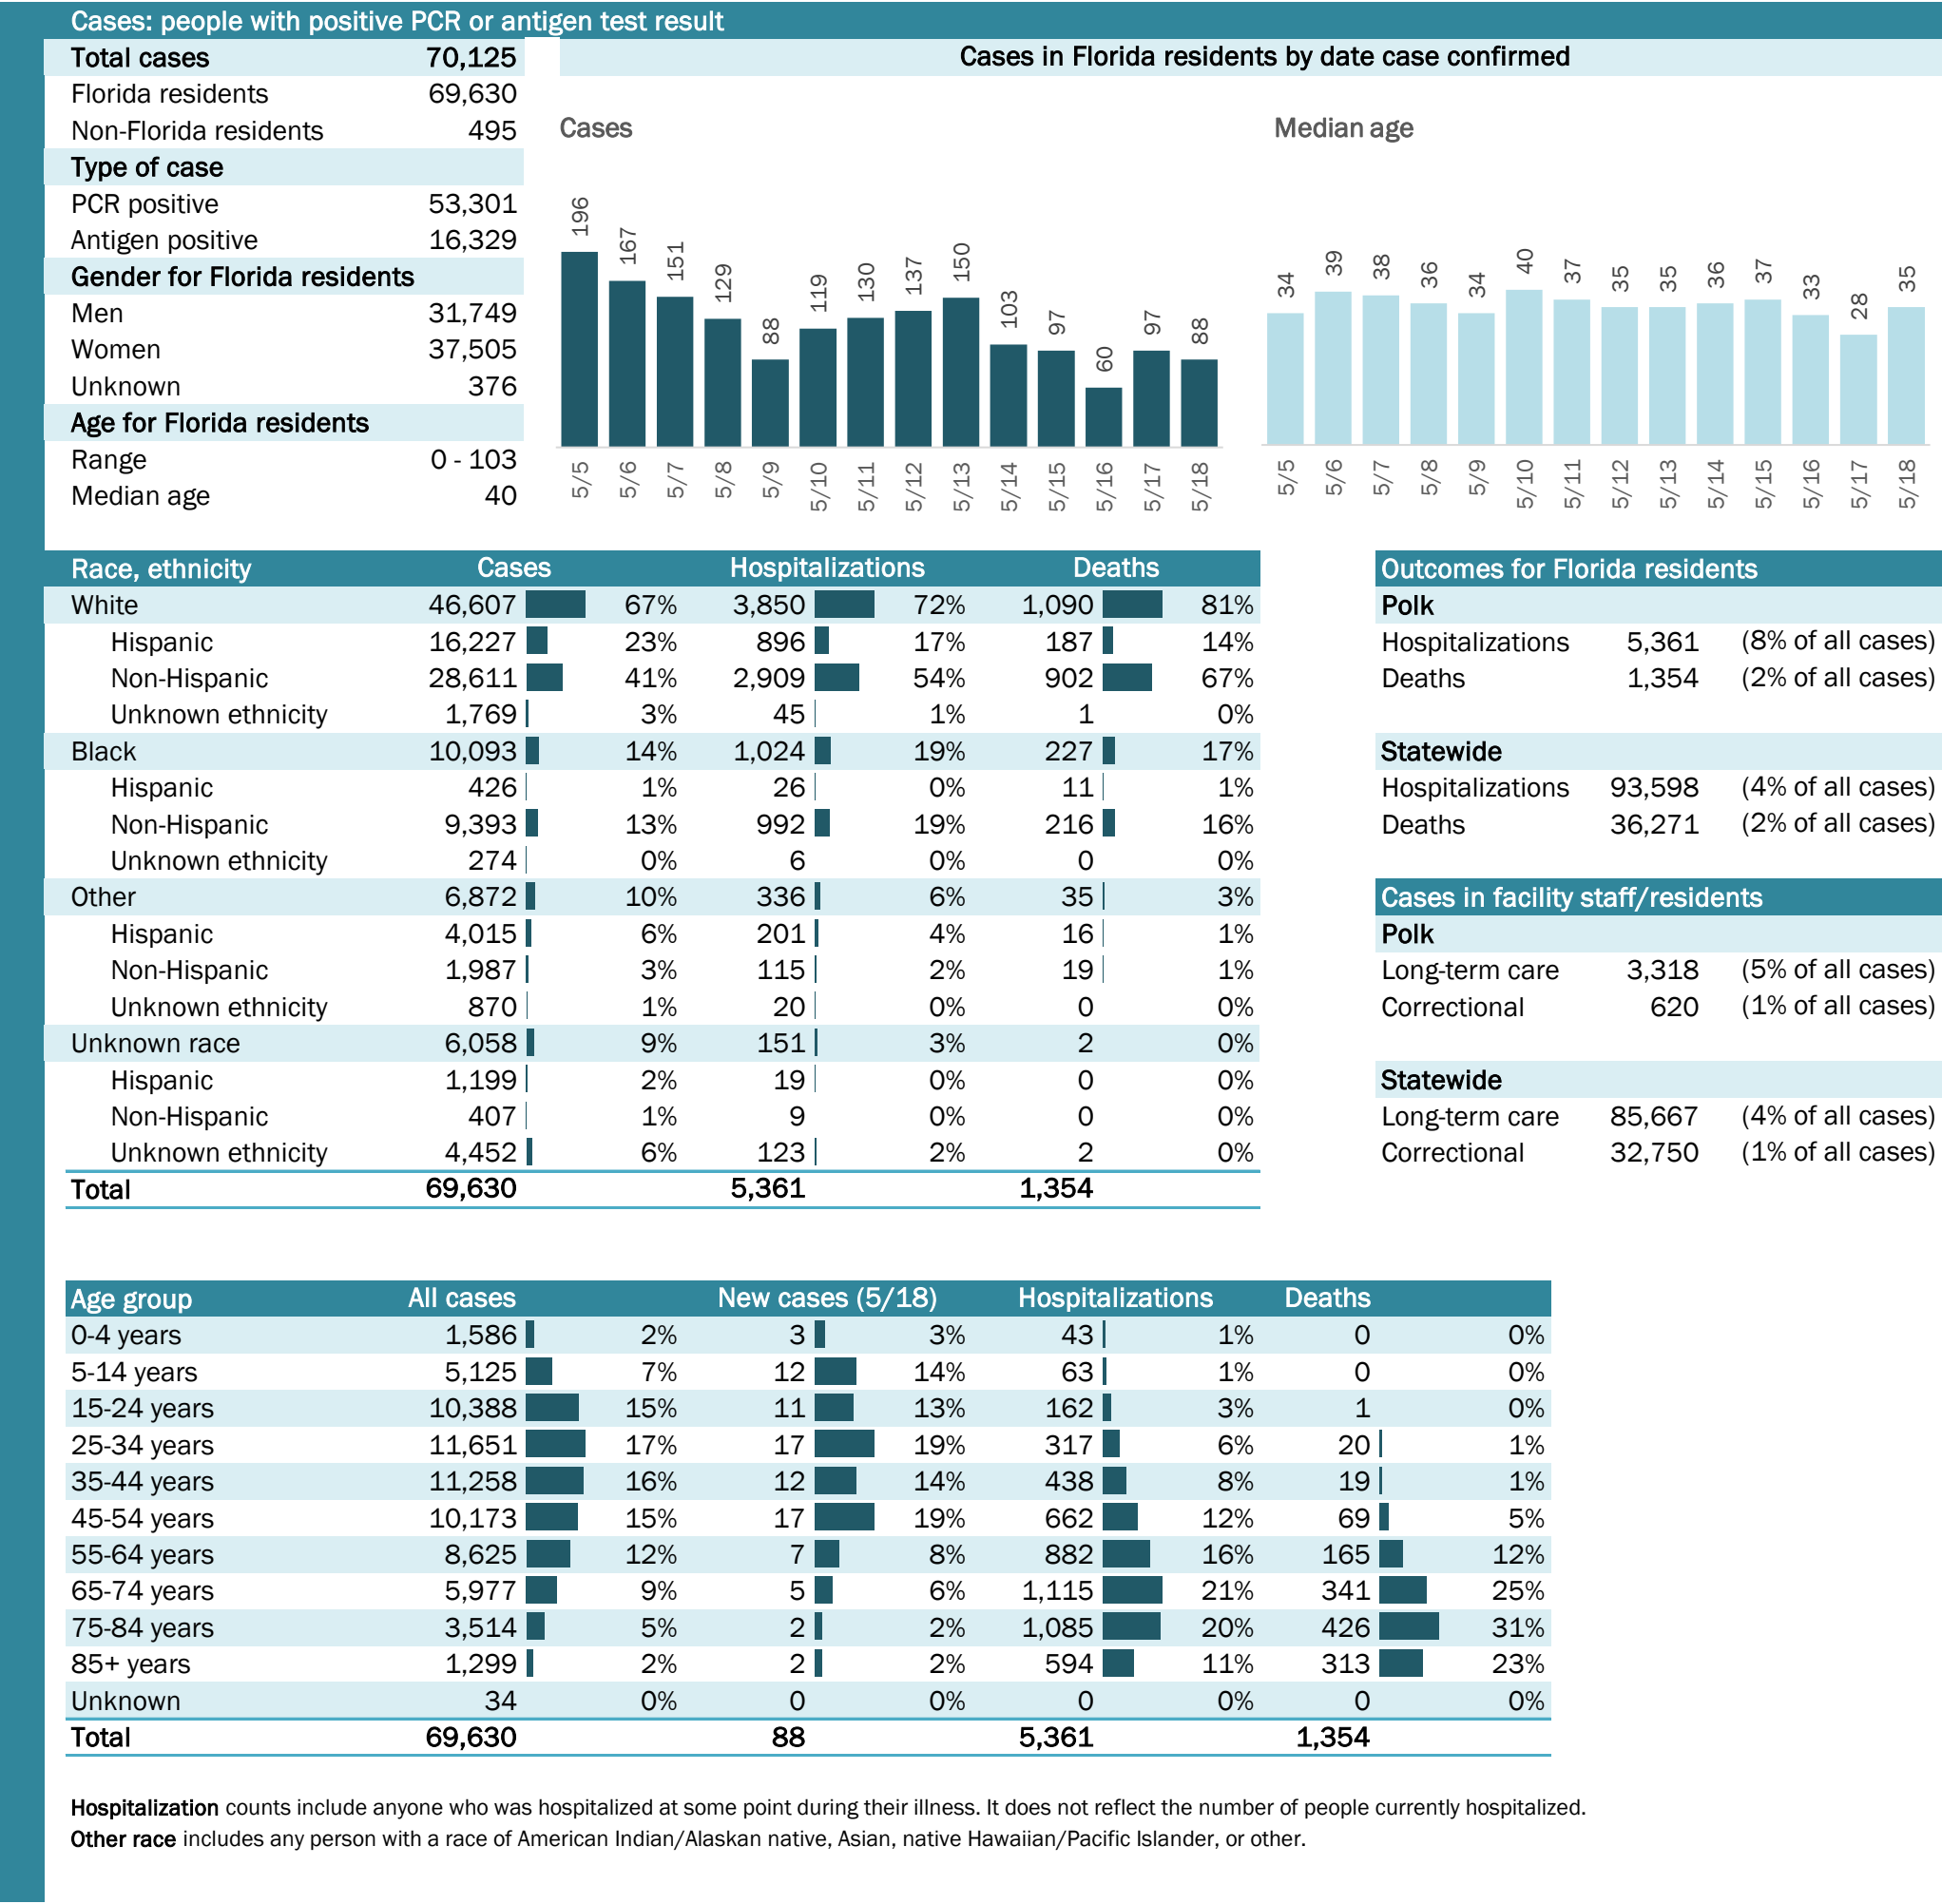 Cases: people with positive PCR or antigen test result
Total cases 70,125
Florida residents 69,630
Non-Florida residents 495
Type of case
PCR positive 53,301
Antigen positive 16,329
Gender for Florida residents
Men 31,749
Women 37,505
Unknown 376
Age for Florida residents
Range 0 - 103
Median age 40
Cases in Florida residents by date case confirmed
Cases
196 167 151 129 88 119 130 137 150 103 97 60 97 88
5/5 5/6 5/7 5/8 5/9 5/10 5/11 5/12 5/13 5/14 5/15 5/16 5/17 5/18
Median age
34 39 38 36 34 40 37 35 35 36 37 33 28 35
5/5 5/6 5/7 5/8 5/9 5/10 5/11 5/12 5/13 5/14 5/15 5/16 5/17 5/18
Race, ethnicity Cases Hospitalizations Deaths
White 46,607 67% 3,850 72% 1,090 81%
Hispanic 16,227 23% 896 17% 187 14%
Non-Hispanic 28,611 41% 2,909 54% 902 67%
Unknown ethnicity 1,769 3% 45 1% 1 0%
Black 10,093 14% 1,024 19% 227 17%
Hispanic 426 1% 26 0% 11 1%
Non-Hispanic 9,393 13% 992 19% 216 16%
Unknown ethnicity 274 0% 6 0% 0 0%
Other 6,872 10% 336 6% 35 3%
Hispanic 4,015 6% 201 4% 16 1%
Non-Hispanic 1,987 3% 115 2% 19 1%
Unknown ethnicity 870 1% 20 0% 0 0%
Unknown race 6,058 9% 151 3% 2 0%
Hispanic 1,199 2% 19 0% 0 0%
Non-Hispanic 407 1% 9 0% 0 0%
Unknown ethnicity 4,452 6% 123 2% 2 0%
Total 69,630 5,361 1,354
Outcomes for Florida residents
Polk
Hospitalizations 5,361 (8% of all cases)
Deaths 1,354 (2% of all cases)
Statewide
Hospitalizations 93,598 (4% of all cases)
Deaths 36,271 (2% of all cases)
Cases in facility staff/residents
Polk
Long-term care 3,318 (5% of all cases)
Correctional 620 (1% of all cases)
Statewide
Long-term care 85,667 (4% of all cases)
Correctional 32,750 (1% of all cases)
Age group All cases New cases (5/18) Hospitalizations Deaths
0-4 years 1,586 2% 3 3% 43 1% 0 0%
5-14 years 5,125 7% 12 14% 63 1% 0 0%
15-24 years 10,388 15% 11 13% 162 3% 1 0%
25-34 years 11,651 17% 17 19% 317 6% 20 1%
35-44 years 11,258 16% 12 14% 438 8% 19 1%
45-54 years 10,173 15% 17 19% 662 12% 69 5%
55-64 years 8,625 12% 7 8% 882 16% 165 12%
65-74 years 5,977 9% 5 6% 1,115 21% 341 25%
75-84 years 3,514 5% 2 2% 1,085 20% 426 31%
85+ years 1,299 2% 2 2% 594 11% 313 23%
Unknown 34 0% 0 0% 0 0% 0 0%
Total 69,630 88 5,361 1,354
Hospitalization counts include anyone who was hospitalized at some point during their illness. It does not reflect the number of people currently hospitalized.
Other race includes any person with a race of American Indian/Alaskan native, Asian, native Hawaiian/Pacific Islander, or other.